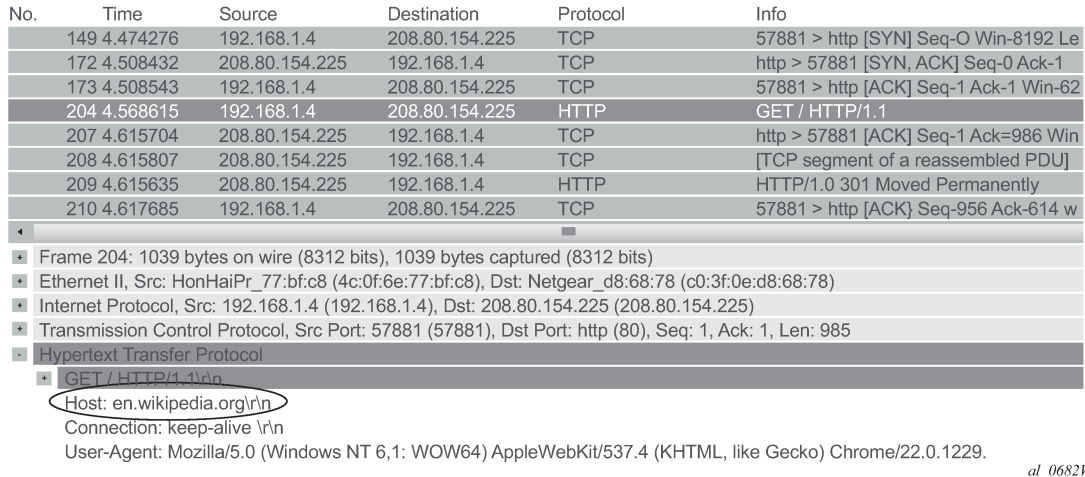 No. Time Source Destination Protocol Info
149 4.474276 192.168.1.4 208.80.154.225 TCP 57881 > http [SYN] Seq-O Win-8192 Le
172 4.508432 208.80.154.225 192.168.1.4 TCP http > 57881 [SYN, ACK] Seq-0 Ack-1
173 4.508543 192.168.1.4 208.80.154.225 TCP 57881 > http [ACK] Seq-1 Ack-1 Win-62
204 4.568615 192.168.1.4 208.80.154.225 HTTP GET / HTTP/1.1
207 4.615704 208.80.154.225 192.168.1.4 TCP http > 57881 [ACK] Seq-1 Ack=986 Win
208 4.615807 208.80.154.225 192.168.1.4 TCP [TCP segment of a reassembled PDU]
209 4.615635 208.80.154.225 192.168.1.4 HTTP HTTP/1.0 301 Moved Permanently
210 4.617685 192.168.1.4 208.80.154.225 TCP 57881 > http [ACK} Seq-956 Ack-614 w
+ Frame 204: 1039 bytes on wire (8312 bits), 1039 bytes captured (8312 bits)
+ Ethernet II, Src: HonHaiPr_77:bf:c8 (4c:0f:6e:77:bf:c8), Dst: Netgear_d8:68:78 (c0:3f:0e:d8:68:78)
+ Internet Protocol, Src: 192.168.1.4 (192.168.1.4), Dst: 208.80.154.225 (208.80.154.225)
+ Transmission Control Protocol, Src Port: 57881 (57881), Dst Port: http (80), Seq: 1, Ack: 1, Len: 985
- Hypertext Transfer Protocol
+ GET / HTTP/1.1\r\n
Host: en.wikipedia.org\r\n
Connection: keep-alive \r\n
User-Agent: Mozilla/5.0 (Windows NT 6,1: WOW64) AppleWebKit/537.4 (KHTML, like Gecko) Chrome/22.0.1229.
al_0682